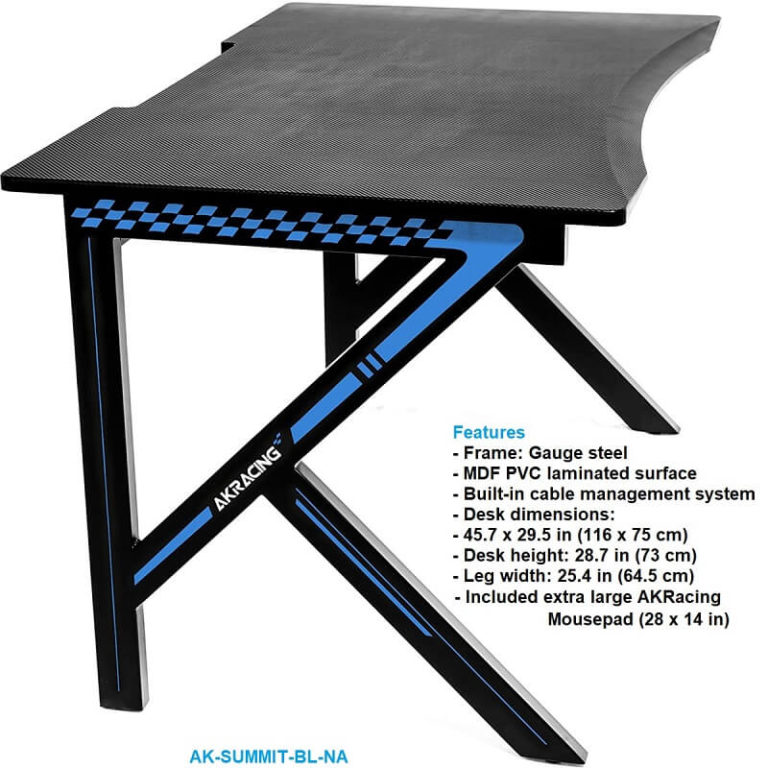 AKRACING
Features
- Frame: Gauge steel
- MDF PVC laminated surface
- Built-in cable management system
- Desk dimensions:
- 45.7 x 29.5 in (116 x 75 cm)
- Desk height: 28.7 in (73 cm)
- Leg width: 25.4 in (64.5 cm)
- Included extra large AKRacing
Mousepad (28 x 14 in)
AK-SUMMIT-BL-NA